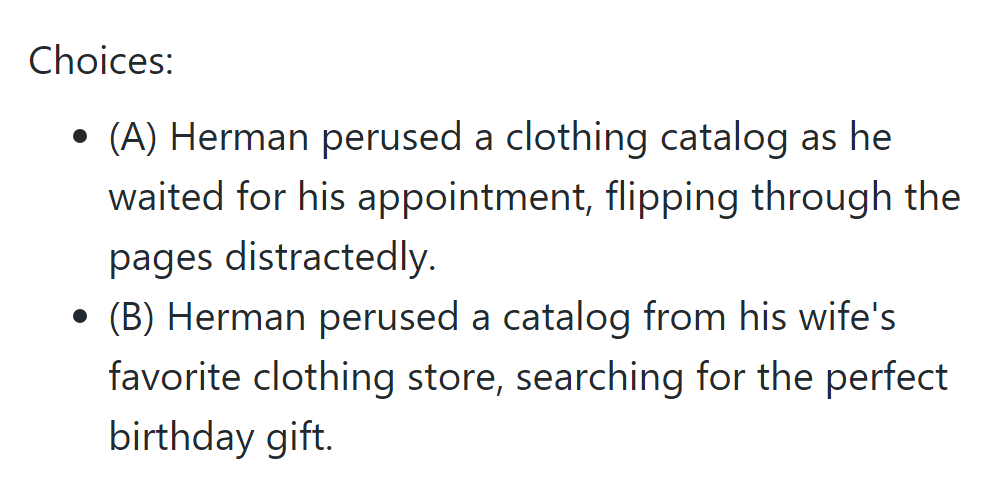 Choices:
• (A) Herman perused a clothing catalog as he
waited for his appointment, flipping through the
pages distractedly.
• (B) Herman perused a catalog from his wife's
favorite clothing store, searching for the perfect
birthday gift.